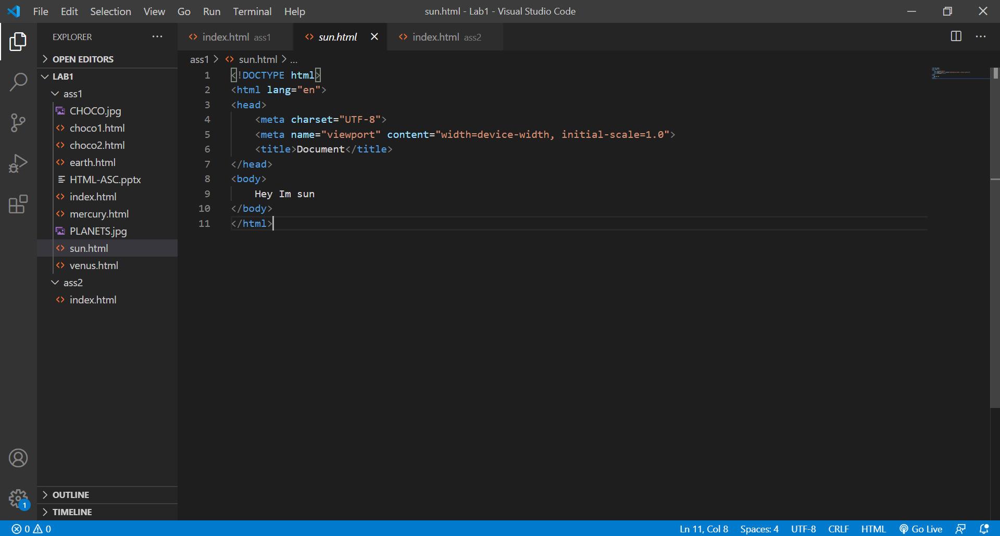 File Edit Selection View Go Run Terminal Help sun.html - Lab1 - Visual Studio Code
EXPLORER
OPEN EDITORS
LAB1
ass1
CHOCO.jpg
choco1.html
choco2.html
earth.html
HTML-ASC.pptx
index.html
mercury.html
PLANETS.jpg
sun.html
venus.html
ass2
index.html
OUTLINE
TIMELINE
index.html ass1 sun.html index.html ass2
ass1 > sun.html > ...
1 <!DOCTYPE html>
2 <html lang="en">
3 <head>
4 <meta charset="UTF-8">
5 <meta name="viewport" content="width=device-width, initial-scale=1.0">
6 <title>Document</title>
7 </head>
8 <body>
9 Hey Im sun
10 </body>
11 </html>
1
0 0 Ln 11, Col 8 Spaces: 4 UTF-8 CRLF HTML Go Live